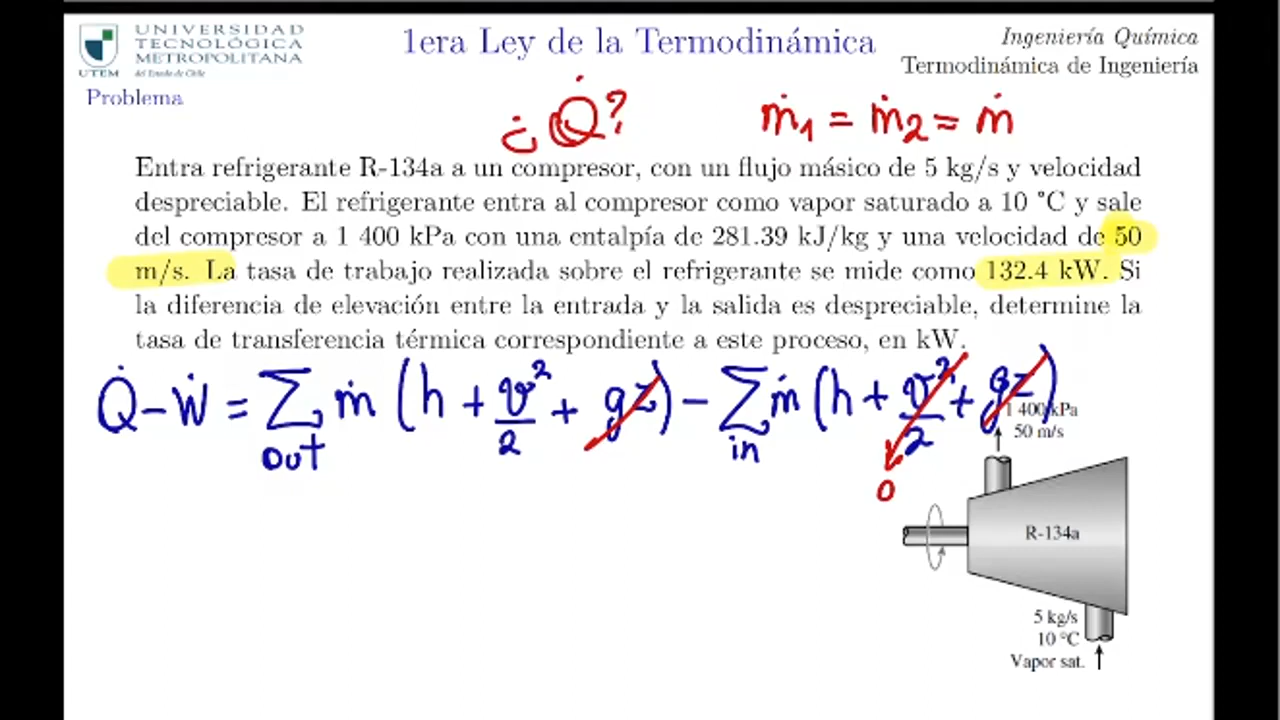 UNIVERSIDAD
TECNOLÓGICA
METROPOLITANA
UTEM
del Estado de Chile
1era Ley de la Termodinámica
Ingeniería Química
Termodinámica de Ingeniería
Problema
¿Q̇?
ṁ1 = ṁ2 = ṁ
Entra refrigerante R-134a a un compresor, con un flujo másico de 5 kg/s y velocidad
despreciable. El refrigerante entra al compresor como vapor saturado a 10 °C y sale
del compresor a 1 400 kPa con una entalpía de 281.39 kJ/kg y una velocidad de 50
m/s. La tasa de trabajo realizada sobre el refrigerante se mide como 132.4 kW. Si
la diferencia de elevación entre la entrada y la salida es despreciable, determine la
tasa de transferencia térmica correspondiente a este proceso, en kW.
Q̇ − Ẇ = ∑out ṁ (h + v²/2 + gz) − ∑in ṁ (h + v²/2 + gz)
0
1 400 kPa
50 m/s
R-134a
5 kg/s
10 °C
Vapor sat.